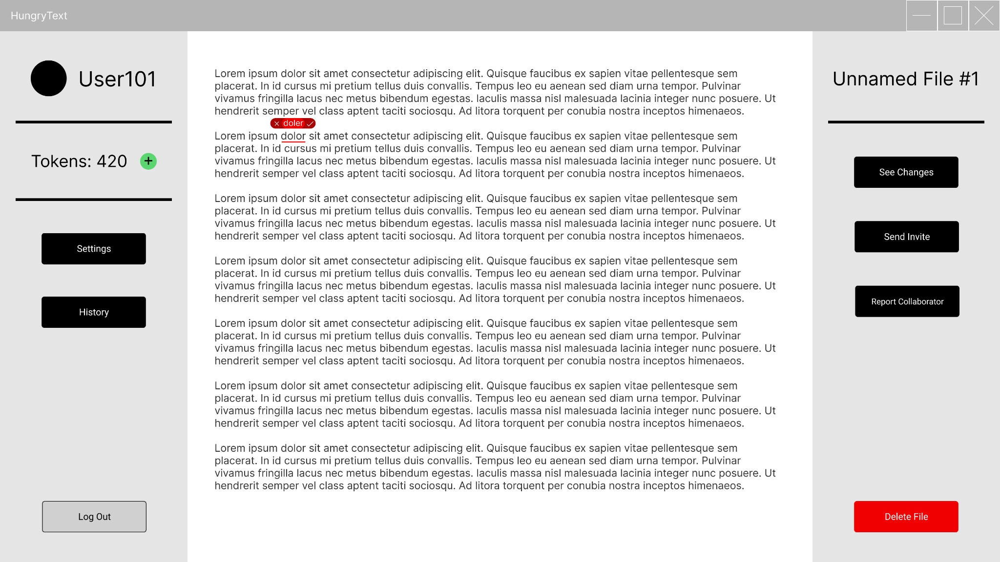 HungryText
User101
Tokens: 420 +
Settings
History
Log Out
Lorem ipsum dolor sit amet consectetur adipiscing elit. Quisque faucibus ex sapien vitae pellentesque sem
placerat. In id cursus mi pretium tellus duis convallis. Tempus leo eu aenean sed diam urna tempor. Pulvinar
vivamus fringilla lacus nec metus bibendum egestas. Iaculis massa nisl malesuada lacinia integer nunc posuere. Ut
hendrerit semper vel class aptent taciti sociosqu. Ad litora torquent per conubia nostra inceptos himenaeos.
doler
Lorem ipsum dolor sit amet consectetur adipiscing elit. Quisque faucibus ex sapien vitae pellentesque sem
placerat. In id cursus mi pretium tellus duis convallis. Tempus leo eu aenean sed diam urna tempor. Pulvinar
vivamus fringilla lacus nec metus bibendum egestas. Iaculis massa nisl malesuada lacinia integer nunc posuere. Ut
hendrerit semper vel class aptent taciti sociosqu. Ad litora torquent per conubia nostra inceptos himenaeos.
Lorem ipsum dolor sit amet consectetur adipiscing elit. Quisque faucibus ex sapien vitae pellentesque sem
placerat. In id cursus mi pretium tellus duis convallis. Tempus leo eu aenean sed diam urna tempor. Pulvinar
vivamus fringilla lacus nec metus bibendum egestas. Iaculis massa nisl malesuada lacinia integer nunc posuere. Ut
hendrerit semper vel class aptent taciti sociosqu. Ad litora torquent per conubia nostra inceptos himenaeos.
Lorem ipsum dolor sit amet consectetur adipiscing elit. Quisque faucibus ex sapien vitae pellentesque sem
placerat. In id cursus mi pretium tellus duis convallis. Tempus leo eu aenean sed diam urna tempor. Pulvinar
vivamus fringilla lacus nec metus bibendum egestas. Iaculis massa nisl malesuada lacinia integer nunc posuere. Ut
hendrerit semper vel class aptent taciti sociosqu. Ad litora torquent per conubia nostra inceptos himenaeos.
Lorem ipsum dolor sit amet consectetur adipiscing elit. Quisque faucibus ex sapien vitae pellentesque sem
placerat. In id cursus mi pretium tellus duis convallis. Tempus leo eu aenean sed diam urna tempor. Pulvinar
vivamus fringilla lacus nec metus bibendum egestas. Iaculis massa nisl malesuada lacinia integer nunc posuere. Ut
hendrerit semper vel class aptent taciti sociosqu. Ad litora torquent per conubia nostra inceptos himenaeos.
Lorem ipsum dolor sit amet consectetur adipiscing elit. Quisque faucibus ex sapien vitae pellentesque sem
placerat. In id cursus mi pretium tellus duis convallis. Tempus leo eu aenean sed diam urna tempor. Pulvinar
vivamus fringilla lacus nec metus bibendum egestas. Iaculis massa nisl malesuada lacinia integer nunc posuere. Ut
hendrerit semper vel class aptent taciti sociosqu. Ad litora torquent per conubia nostra inceptos himenaeos.
Lorem ipsum dolor sit amet consectetur adipiscing elit. Quisque faucibus ex sapien vitae pellentesque sem
placerat. In id cursus mi pretium tellus duis convallis. Tempus leo eu aenean sed diam urna tempor. Pulvinar
vivamus fringilla lacus nec metus bibendum egestas. Iaculis massa nisl malesuada lacinia integer nunc posuere. Ut
hendrerit semper vel class aptent taciti sociosqu. Ad litora torquent per conubia nostra inceptos himenaeos.
Unnamed File #1
See Changes
Send Invite
Report Collaborator
Delete File